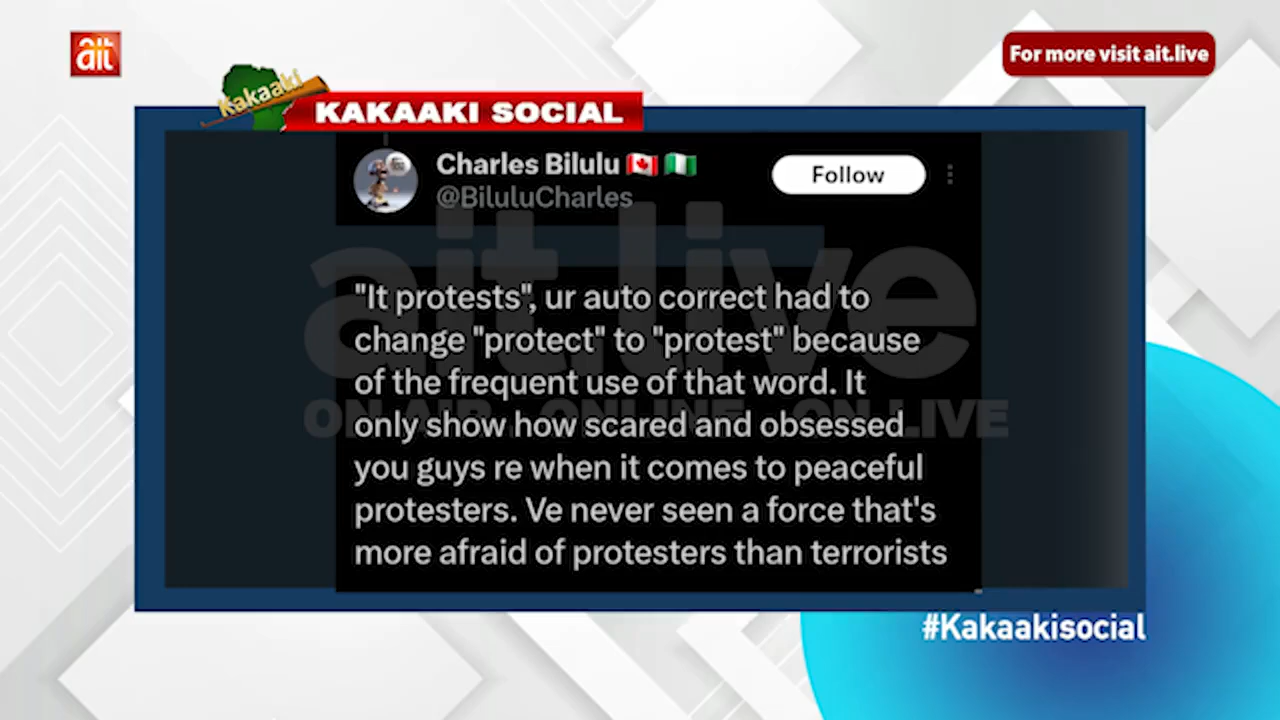 ait
For more visit ait.live
Kakaaki
KAKAAKI SOCIAL
Charles Bilulu 🇨🇦 🇳🇬
@BiluluCharles
Follow
"It protests", ur auto correct had to
change "protect" to "protest" because
of the frequent use of that word. It
only show how scared and obsessed
you guys re when it comes to peaceful
protesters. Ve never seen a force that's
more afraid of protesters than terrorists
ait.live
ON AIR . ONLINE . ON LIVE
#Kakaakisocial